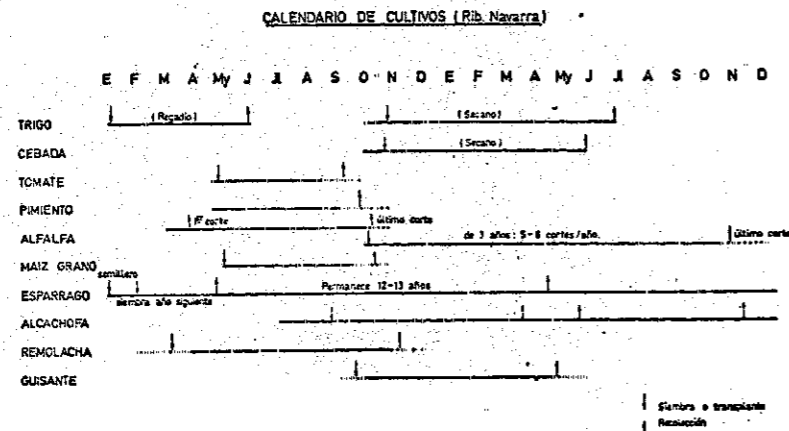 CALENDARIO DE CULTIVOS (Rib. Navarra)
E F M A My J Jl A S O N D E F M A My J Jl A S O N D
TRIGO (Regadío) (Secano)
CEBADA (Secano)
TOMATE
PIMIENTO
1er corte último corte
ALFALFA de 3 años: 5-6 cortes/año. último corte
MAIZ GRANO
semillero
ESPARRAGO siembra año siguiente Permanece 12-13 años
ALCACHOFA
REMOLACHA
GUISANTE
Siembra o transplante
Recolección